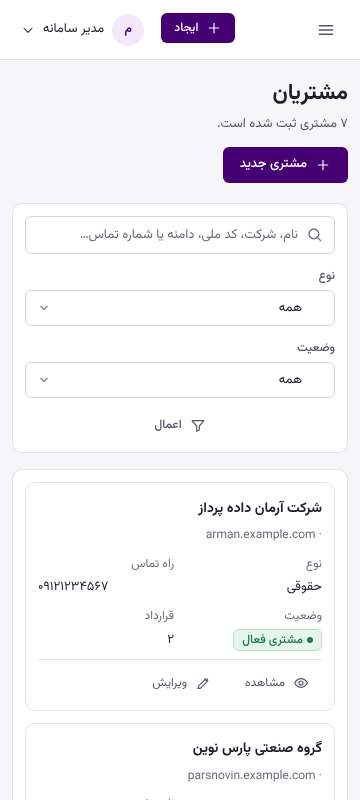 ایجاد
م
مدیر سامانه
مشتریان
۷ مشتری ثبت شده است.
مشتری جدید
نام، شرکت، کد ملی، دامنه یا شماره تماس...
نوع
همه
وضعیت
همه
اعمال
شرکت آرمان داده پرداز
· arman.example.com
نوع
راه تماس
حقوقی
۰۹۱۲۱۲۳۴۵۶۷
وضعیت
قرارداد
مشتری فعال
۲
مشاهده
ویرایش
گروه صنعتی پارس نوین
· parsnovin.example.com